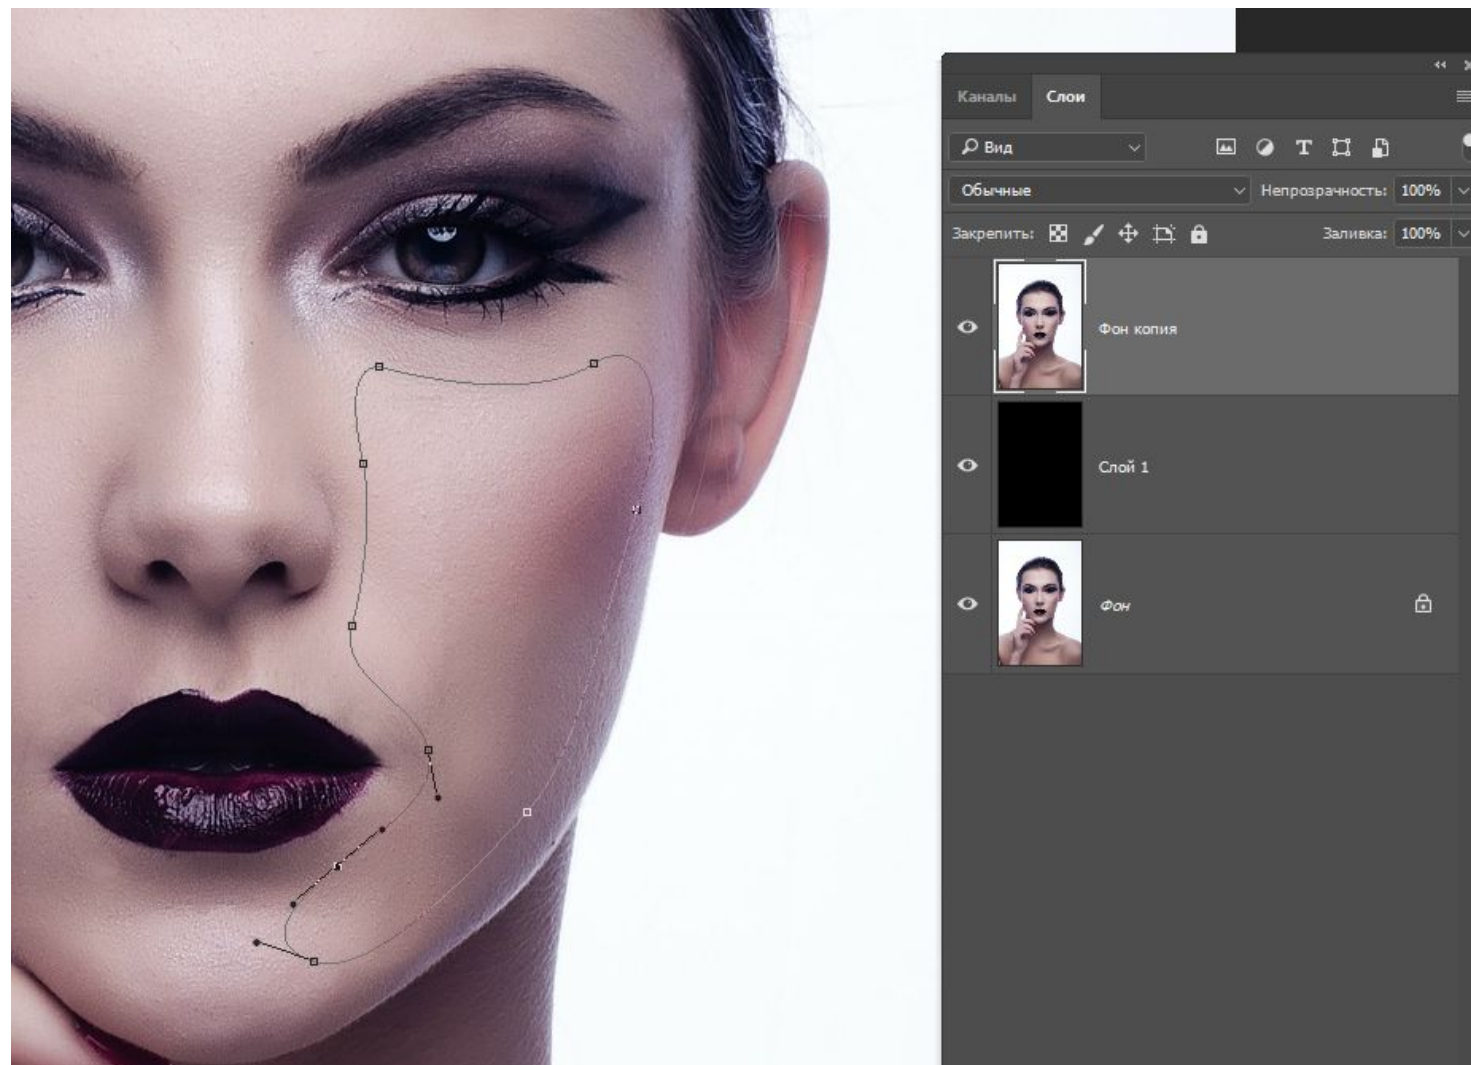 Каналы Слои
Вид
Обычные Непрозрачность: 100%
Закрепить: Заливка: 100%
Фон копия
Слой 1
Фон